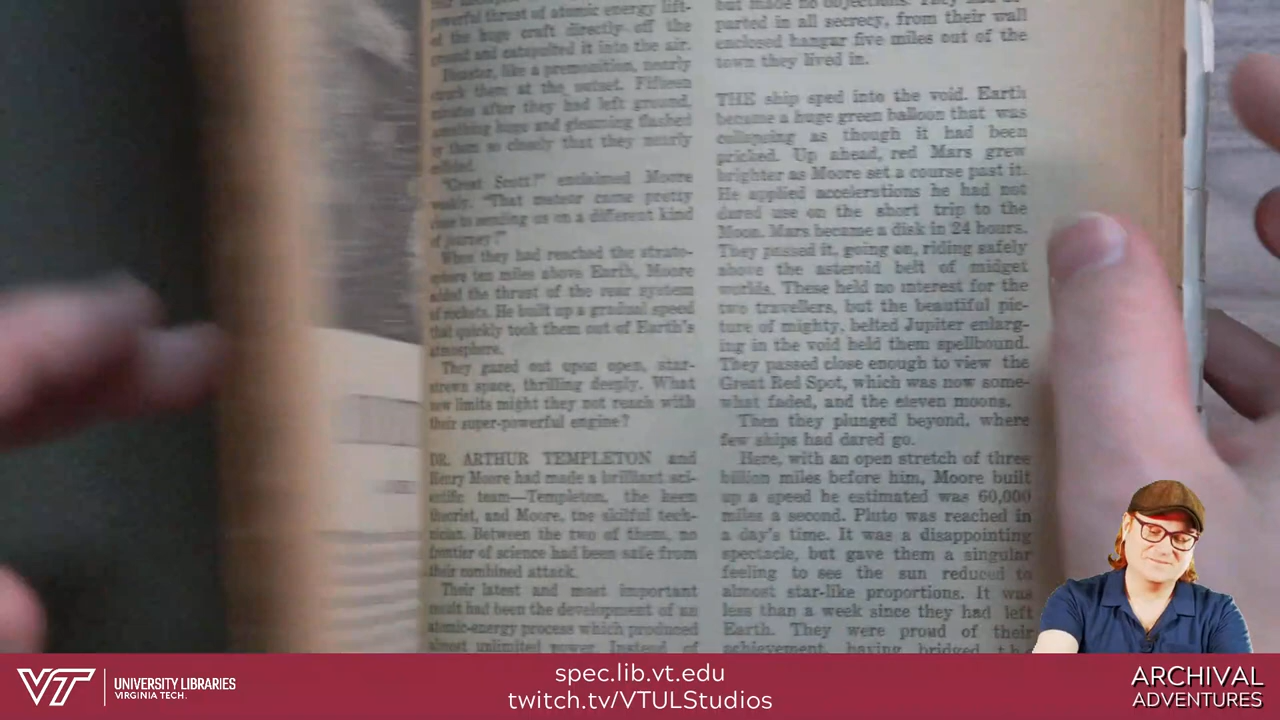 powerful thrust of atomic energy lift-
ed the huge craft directly off the
ground and catapulted it into the air.
Disaster, like a premonition, nearly
struck them at the outset. Fifteen
minutes after they had left ground,
something huge and gleaming flashed
by them so closely that they nearly
"Great Scott!" exclaimed Moore
weakly. "That meteor came pretty
close to sending us on a different kind
of journey!"
When they had reached the strato-
sphere ten miles above Earth, Moore
added the thrust of the rear system
of rockets. He built up a gradual speed
that quickly took them out of Earth's
atmosphere.
They gazed out upon open, star-
strewn space, thrilling deeply. What
new limits might they not reach with
their super-powerful engine?
DR. ARTHUR TEMPLETON and
Henry Moore had made a brilliant sci-
entific team—Templeton, the keen
theorist, and Moore, the skilful tech-
nician. Between the two of them, no
frontier of science had been safe from
their combined attack.
Their latest and most important
result had been the development of an
atomic-energy process which produced
almost unlimited power. Instead of
but made no objections. They had de-
parted in all secrecy, from their wall
enclosed hangar five miles out of the
town they lived in.
THE ship sped into the void. Earth
became a huge green balloon that was
collapsing as though it had been
pricked. Up ahead, red Mars grew
brighter as Moore set a course past it.
He applied accelerations he had not
dared use on the short trip to the
Moon. Mars became a disk in 24 hours.
They passed it, going on, riding safely
above the asteroid belt of midget
worlds. These held no interest for the
two travellers, but the beautiful pic-
ture of mighty, belted Jupiter enlarg-
ing in the void held them spellbound.
They passed close enough to view the
Great Red Spot, which was now some-
what faded, and the eleven moons.
Then they plunged beyond, where
few ships had dared go.
Here, with an open stretch of three
billion miles before him, Moore built
up a speed he estimated was 60,000
miles a second. Pluto was reached in
a day's time. It was a disappointing
spectacle, but gave them a singular
feeling to see the sun reduced to
almost star-like proportions. It was
less than a week since they had left
Earth. They were proud of their
achievement, having bridged the
VT UNIVERSITY LIBRARIES
VIRGINIA TECH.
spec.lib.vt.edu
twitch.tv/VTULStudios
ARCHIVAL
ADVENTURES